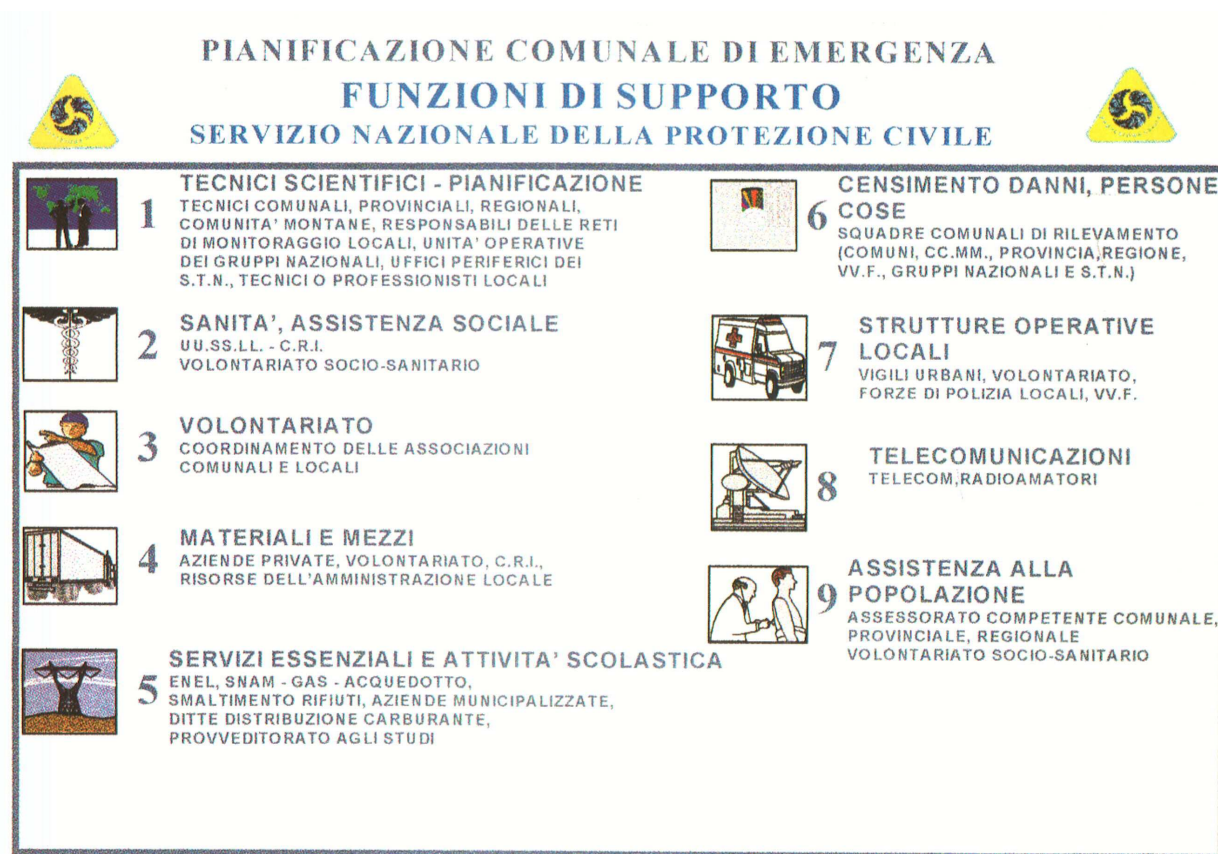 PIANIFICAZIONE COMUNALE DI EMERGENZA
FUNZIONI DI SUPPORTO
SERVIZIO NAZIONALE DELLA PROTEZIONE CIVILE
1
TECNICI SCIENTIFICI - PIANIFICAZIONE
TECNICI COMUNALI, PROVINCIALI, REGIONALI,
COMUNITA' MONTANE, RESPONSABILI DELLE RETI
DI MONITORAGGIO LOCALI, UNITA' OPERATIVE
DEI GRUPPI NAZIONALI, UFFICI PERIFERICI DEI
S.T.N., TECNICI O PROFESSIONISTI LOCALI
2
SANITA', ASSISTENZA SOCIALE
UU.SS.LL. - C.R.I.
VOLONTARIATO SOCIO-SANITARIO
3
VOLONTARIATO
COORDINAMENTO DELLE ASSOCIAZIONI
COMUNALI E LOCALI
4
MATERIALI E MEZZI
AZIENDE PRIVATE, VOLONTARIATO, C.R.I.,
RISORSE DELL'AMMINISTRAZIONE LOCALE
5
SERVIZI ESSENZIALI E ATTIVITA' SCOLASTICA
ENEL, SNAM - GAS - ACQUEDOTTO,
SMALTIMENTO RIFIUTI, AZIENDE MUNICIPALIZZATE,
DITTE DISTRIBUZIONE CARBURANTE,
PROVVEDITORATO AGLI STUDI
6
CENSIMENTO DANNI, PERSONE
COSE
SQUADRE COMUNALI DI RILEVAMENTO
(COMUNI, CC.MM., PROVINCIA,REGIONE,
VV.F., GRUPPI NAZIONALI E S.T.N.)
7
STRUTTURE OPERATIVE
LOCALI
VIGILI URBANI, VOLONTARIATO,
FORZE DI POLIZIA LOCALI, VV.F.
8
TELECOMUNICAZIONI
TELECOM,RADIOAMATORI
9
ASSISTENZA ALLA
POPOLAZIONE
ASSESSORATO COMPETENTE COMUNALE,
PROVINCIALE, REGIONALE
VOLONTARIATO SOCIO-SANITARIO